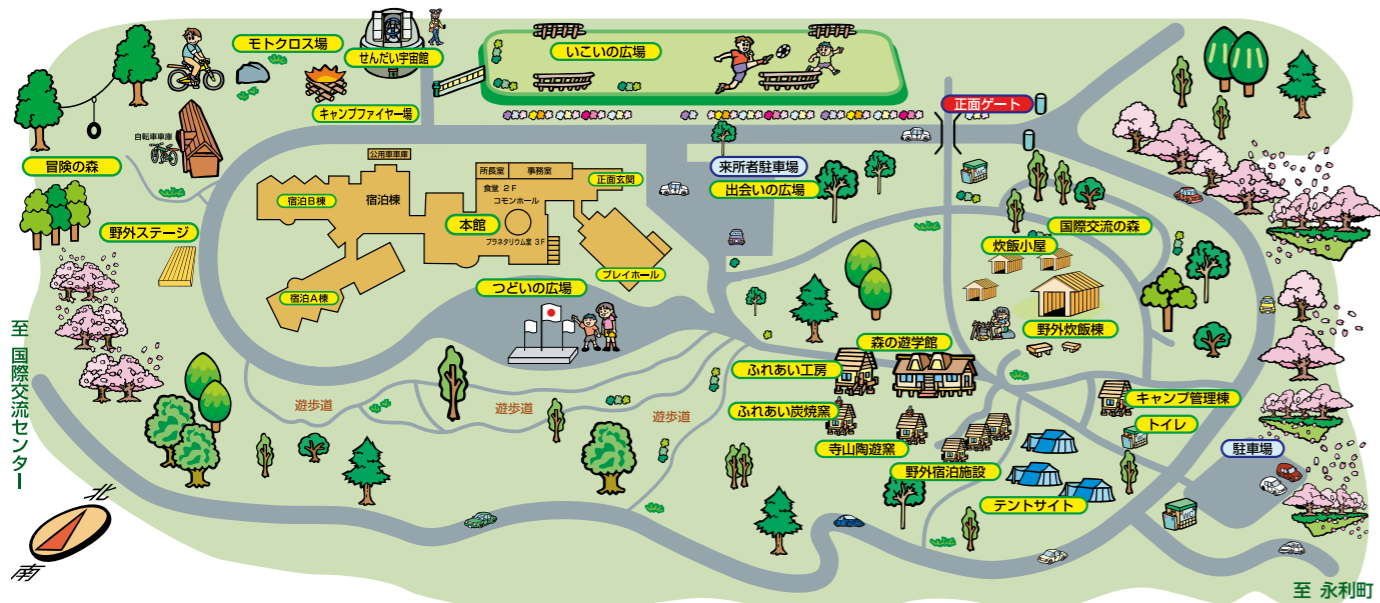 モトクロス場
せんだい宇宙館
いこいの広場
キャンプファイヤー場
正面ゲート
自転車車庫
冒険の森
公用車車庫
来所者駐車場
出会いの広場
所長室
事務室
正面玄関
食堂 2F
コモンホール
宿泊棟
宿泊B棟
本館
プラネタリウム室 3F
プレイホール
宿泊A棟
野外ステージ
つどいの広場
国際交流の森
炊飯小屋
野外炊飯棟
森の遊学館
ふれあい工房
ふれあい炭焼窯
寺山陶遊窯
野外宿泊施設
キャンプ管理棟
トイレ
テントサイト
駐車場
遊歩道
遊歩道
遊歩道
至 国際交流センター
北
南
至 永利町